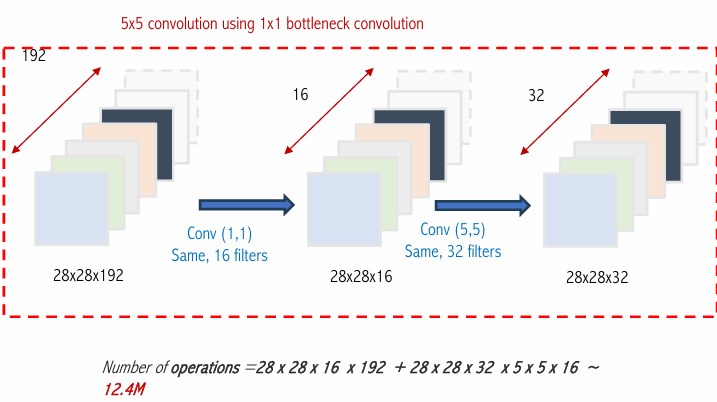 5x5 convolution using 1x1 bottleneck convolution
192
16
32
Conv (1,1)
Same, 16 filters
Conv (5,5)
Same, 32 filters
28x28x192
28x28x16
28x28x32
Number of operations =28 x 28 x 16 x 192 + 28 x 28 x 32 x 5 x 5 x 16 ~
12.4M